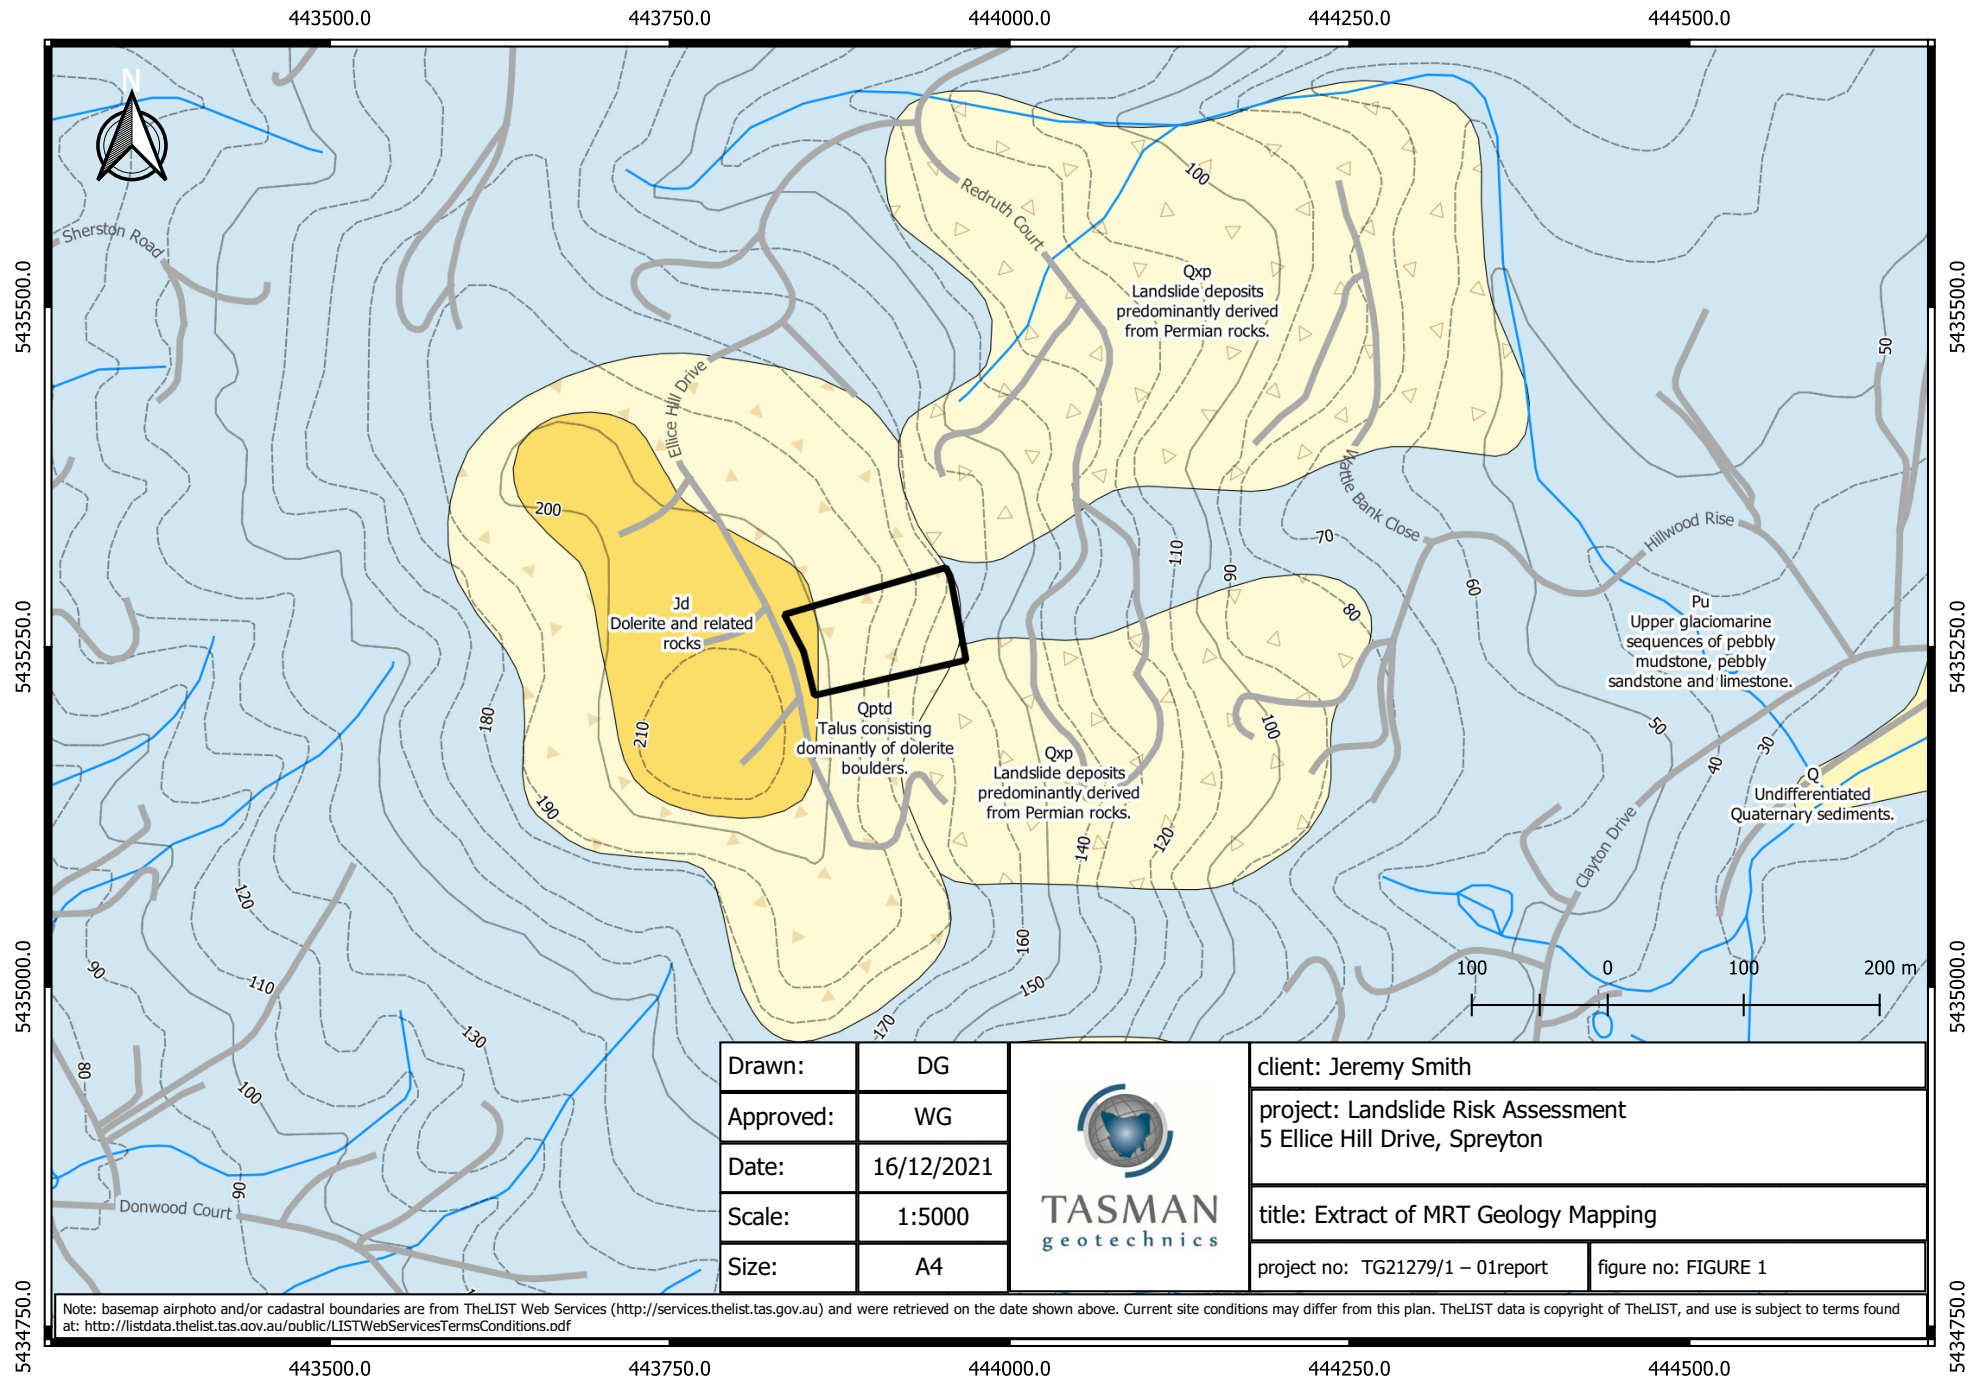 443500.0
443750.0
444000.0
444250.0
444500.0
N
Sherston Road
Redruth Court
100
Qxp
Landslide deposits
predominantly derived
from Permian rocks.
5435500.0
5435500.0
50
Ellice Hill Drive
200
Wattle Bank Close
70
Hillwood Rise
110
90
60
80
Jd
Dolerite and related
rocks
Pu
Upper glaciomarine
sequences of pebbly
mudstone, pebbly
sandstone and limestone.
5435250.0
5435250.0
180
210
Qptd
Talus consisting
dominantly of dolerite
boulders.
100
50
30
40
Qxp
Landslide deposits
predominantly derived
from Permian rocks.
Q
Undifferentiated
Quaternary sediments.
190
140
120
Clayton Drive
120
160
90
110
150
170
130
100 0 100 200 m
5435000.0
5435000.0
80
100
90
Donwood Court
Drawn: DG
Approved: WG
Date: 16/12/2021
Scale: 1:5000
Size: A4
TASMAN
geotechnics
client: Jeremy Smith
project: Landslide Risk Assessment
5 Ellice Hill Drive, Spreyton
title: Extract of MRT Geology Mapping
project no: TG21279/1 – 01report
figure no: FIGURE 1
Note: basemap airphoto and/or cadastral boundaries are from TheLIST Web Services (http://services.thelist.tas.gov.au) and were retrieved on the date shown above. Current site conditions may differ from this plan. TheLIST data is copyright of TheLIST, and use is subject to terms found
at: http://listdata.thelist.tas.gov.au/public/LISTWebServicesTermsConditions.pdf
5434750.0
5434750.0
443500.0
443750.0
444000.0
444250.0
444500.0